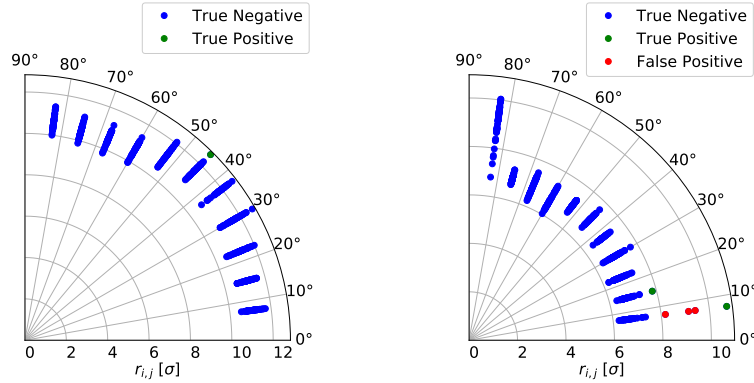 True Negative
True Positive
90°
80°
70°
60°
50°
40°
30°
20°
10°
0°
0 2 4 6 8 10 12
r_{i,j} [σ]
True Negative
True Positive
False Positive
90°
80°
70°
60°
50°
40°
30°
20°
10°
0°
0 2 4 6 8 10
r_{i,j} [σ]